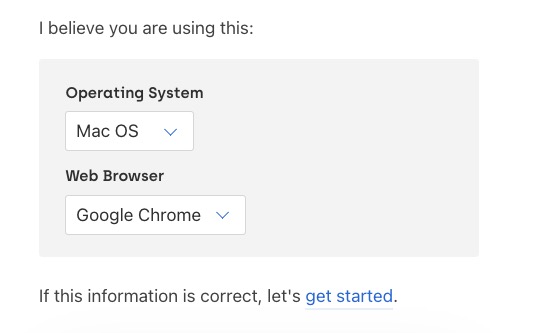 I believe you are using this:
Operating System
Mac OS
Web Browser
Google Chrome
If this information is correct, let's get started.